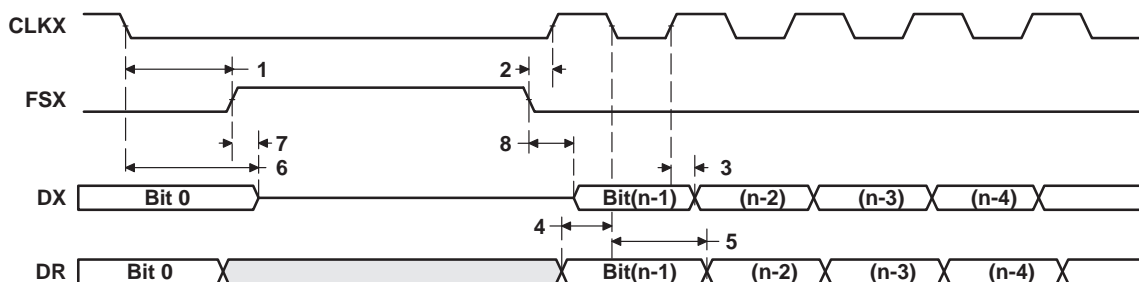 CLKX
1
2
FSX
7
8
6
3
DX
Bit 0
Bit(n-1)
(n-2)
(n-3)
(n-4)
4
5
DR
Bit 0
Bit(n-1)
(n-2)
(n-3)
(n-4)